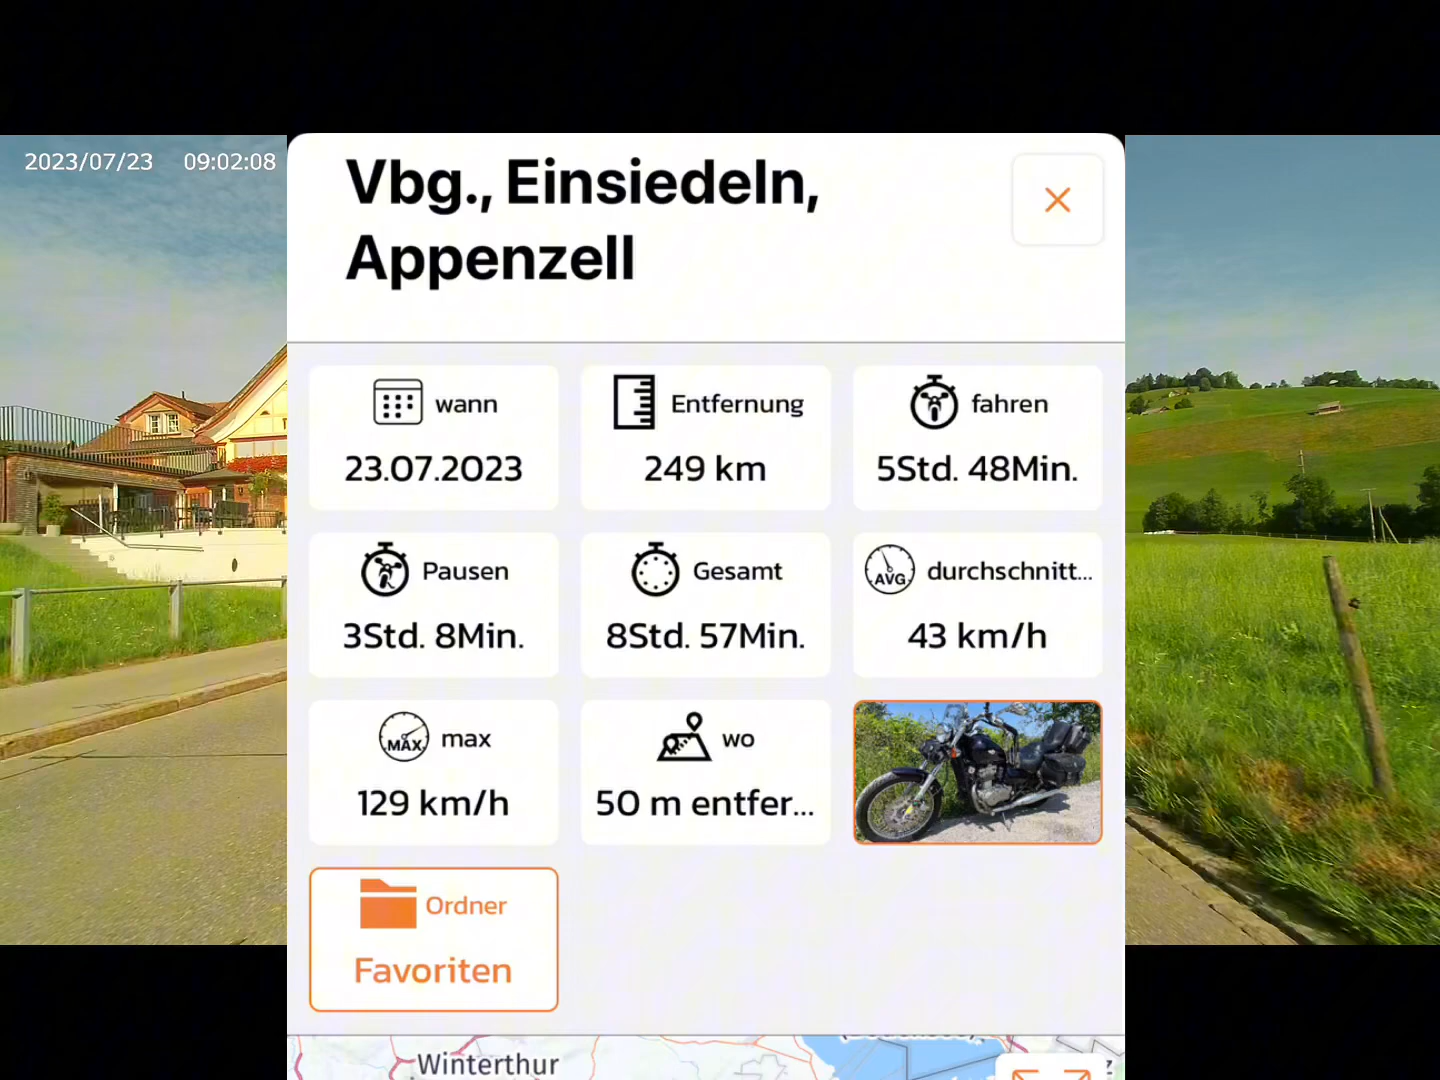 2023/07/23 09:02:08
Vbg., Einsiedeln,
Appenzell
wann
23.07.2023
Entfernung
249 km
fahren
5Std. 48Min.
Pausen
3Std. 8Min.
Gesamt
8Std. 57Min.
AVG durchschnitt...
43 km/h
MAX max
129 km/h
wo
50 m entfer...
Ordner
Favoriten
Winterthur